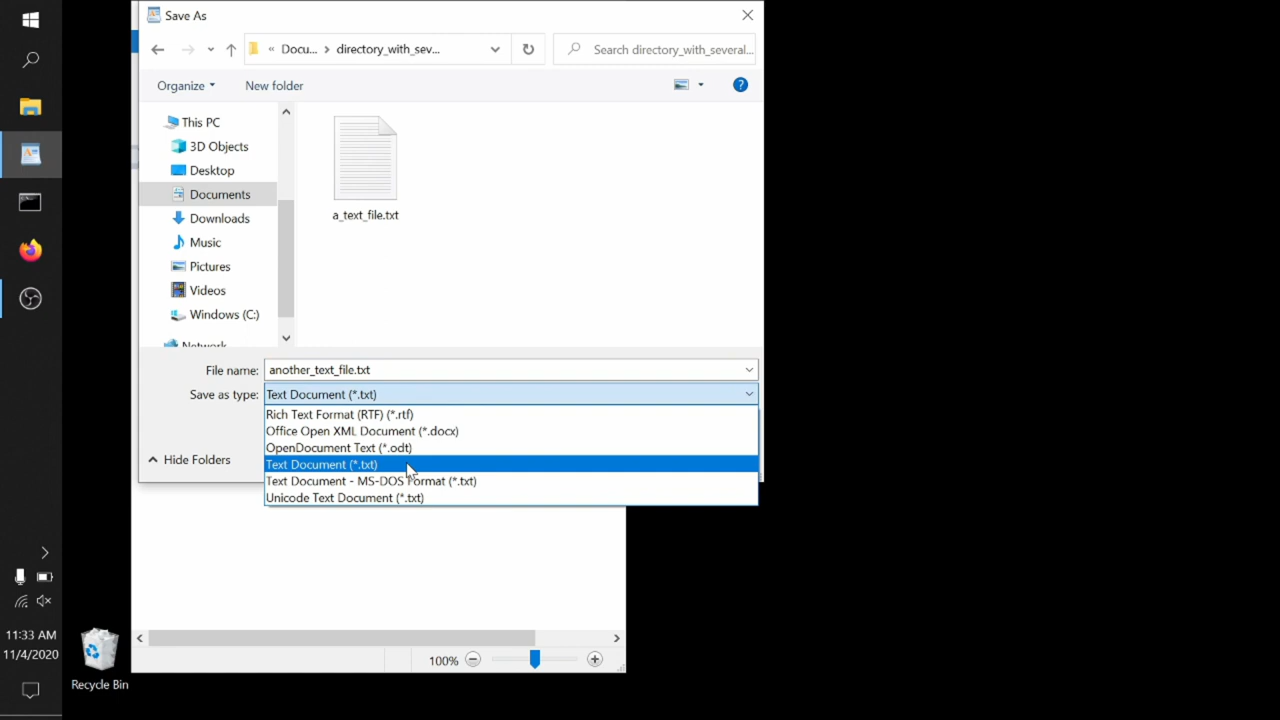 Save As
« Docu... > directory_with_sev...
Search directory_with_several...
Organize
New folder
This PC
3D Objects
Desktop
Documents
Downloads
Music
Pictures
Videos
Windows (C:)
Network
a_text_file.txt
File name: another_text_file.txt
Save as type: Text Document (*.txt)
Rich Text Format (RTF) (*.rtf)
Office Open XML Document (*.docx)
OpenDocument Text (*.odt)
Text Document (*.txt)
Text Document - MS-DOS Format (*.txt)
Unicode Text Document (*.txt)
Hide Folders
100%
11:33 AM
11/4/2020
Recycle Bin